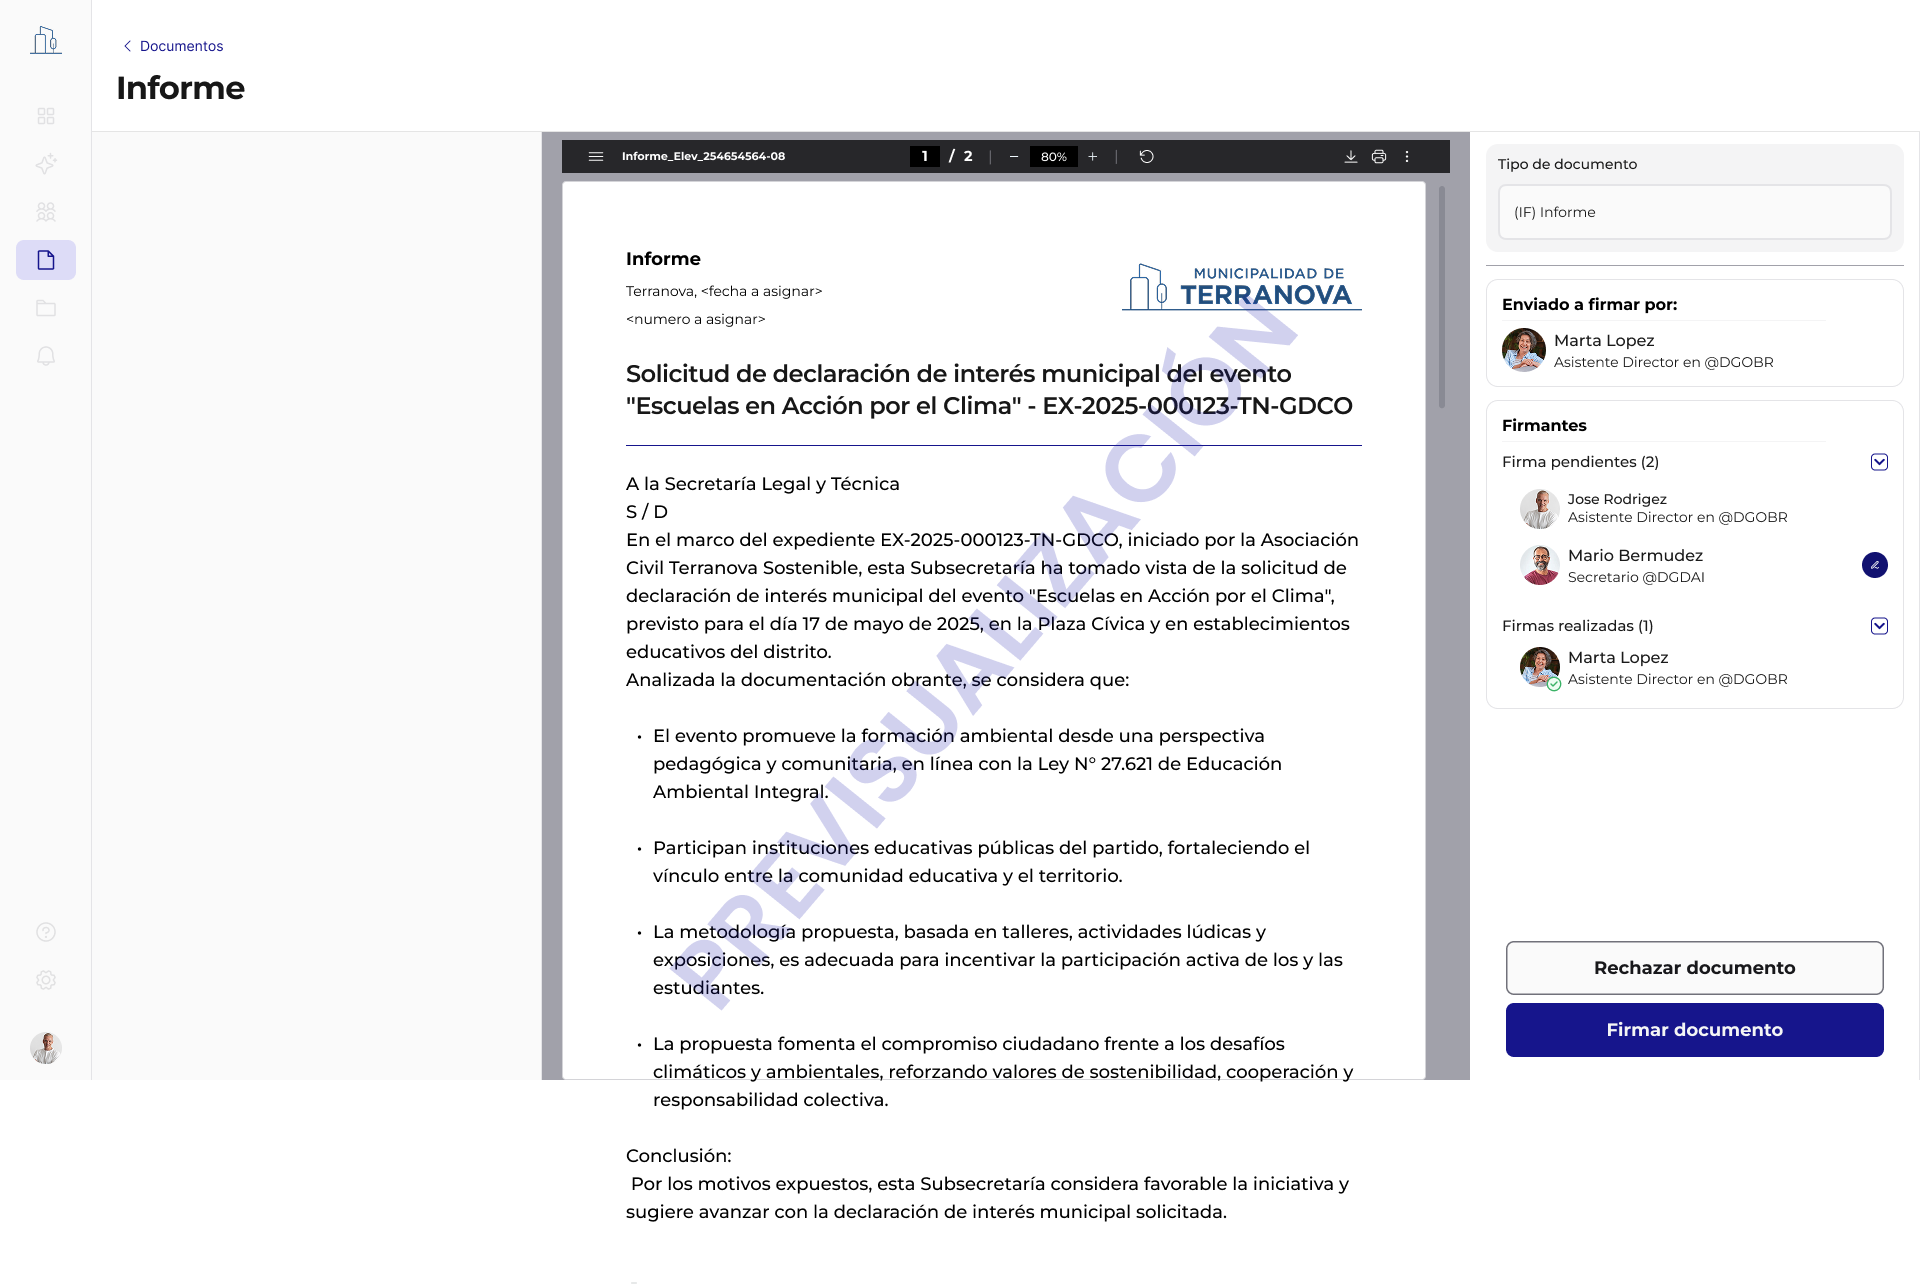 Documentos
Informe
Informe_Elev_254654564-08
1 / 2
80%
Informe
Terranova, <fecha a asignar>
<numero a asignar>
MUNICIPALIDAD DE
TERRANOVA
Solicitud de declaración de interés municipal del evento
"Escuelas en Acción por el Clima" - EX-2025-000123-TN-GDCO
A la Secretaría Legal y Técnica
S / D
En el marco del expediente EX-2025-000123-TN-GDCO, iniciado por la Asociación
Civil Terranova Sostenible, esta Subsecretaría ha tomado vista de la solicitud de
declaración de interés municipal del evento "Escuelas en Acción por el Clima",
previsto para el día 17 de mayo de 2025, en la Plaza Cívica y en establecimientos
educativos del distrito.
Analizada la documentación obrante, se considera que:
• El evento promueve la formación ambiental desde una perspectiva
pedagógica y comunitaria, en línea con la Ley N° 27.621 de Educación
Ambiental Integral.
• Participan instituciones educativas públicas del partido, fortaleciendo el
vínculo entre la comunidad educativa y el territorio.
• La metodología propuesta, basada en talleres, actividades lúdicas y
exposiciones, es adecuada para incentivar la participación activa de los y las
estudiantes.
• La propuesta fomenta el compromiso ciudadano frente a los desafíos
climáticos y ambientales, reforzando valores de sostenibilidad, cooperación y
responsabilidad colectiva.
Conclusión:
Por los motivos expuestos, esta Subsecretaría considera favorable la iniciativa y
sugiere avanzar con la declaración de interés municipal solicitada.
PREVISUALIZACIÓN
Tipo de documento
(IF) Informe
Enviado a firmar por:
Marta Lopez
Asistente Director en @DGOBR
Firmantes
Firma pendientes (2)
Jose Rodrigez
Asistente Director en @DGOBR
Mario Bermudez
Secretario @DGDAI
Firmas realizadas (1)
Marta Lopez
Asistente Director en @DGOBR
Rechazar documento
Firmar documento